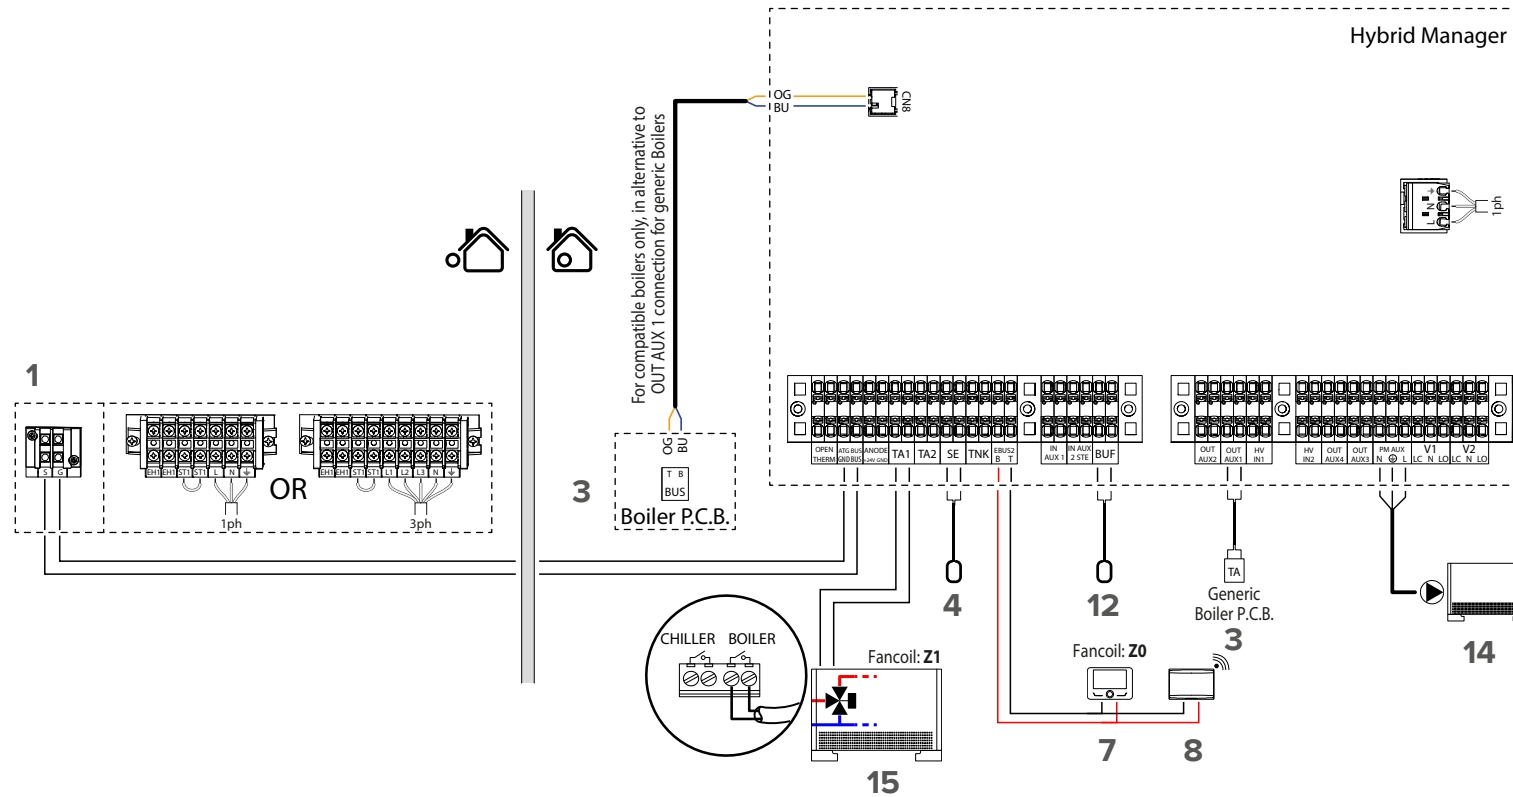 Hybrid Manager
OG
BU
CN8
For compatible boilers only, in alternative to
OUT AUX 1 connection for generic Boilers
L N
1ph
1
S G
EH1 EH1 ST1 ST1 L N
1ph
OR
EH1 EH1 ST1 ST1 L1 L2 L3 N
3ph
OG
BU
T B
BUS
Boiler P.C.B.
3
OPEN
THERM
ATG BUS
GND BUS
ANODE
+24V GND
TA1
TA2
SE
TNK
EBUS2
B T
IN
AUX 1
IN AUX
2 STE
BUF
OUT
AUX2
OUT
AUX1
HV
IN1
HV
IN2
OUT
AUX4
OUT
AUX3
PM AUX
N L
V1
LC N LO
V2
LC N LO
4
12
TA
Generic
Boiler P.C.B.
3
14
CHILLER BOILER
Fancoil: Z1
15
Fancoil: Z0
7
8